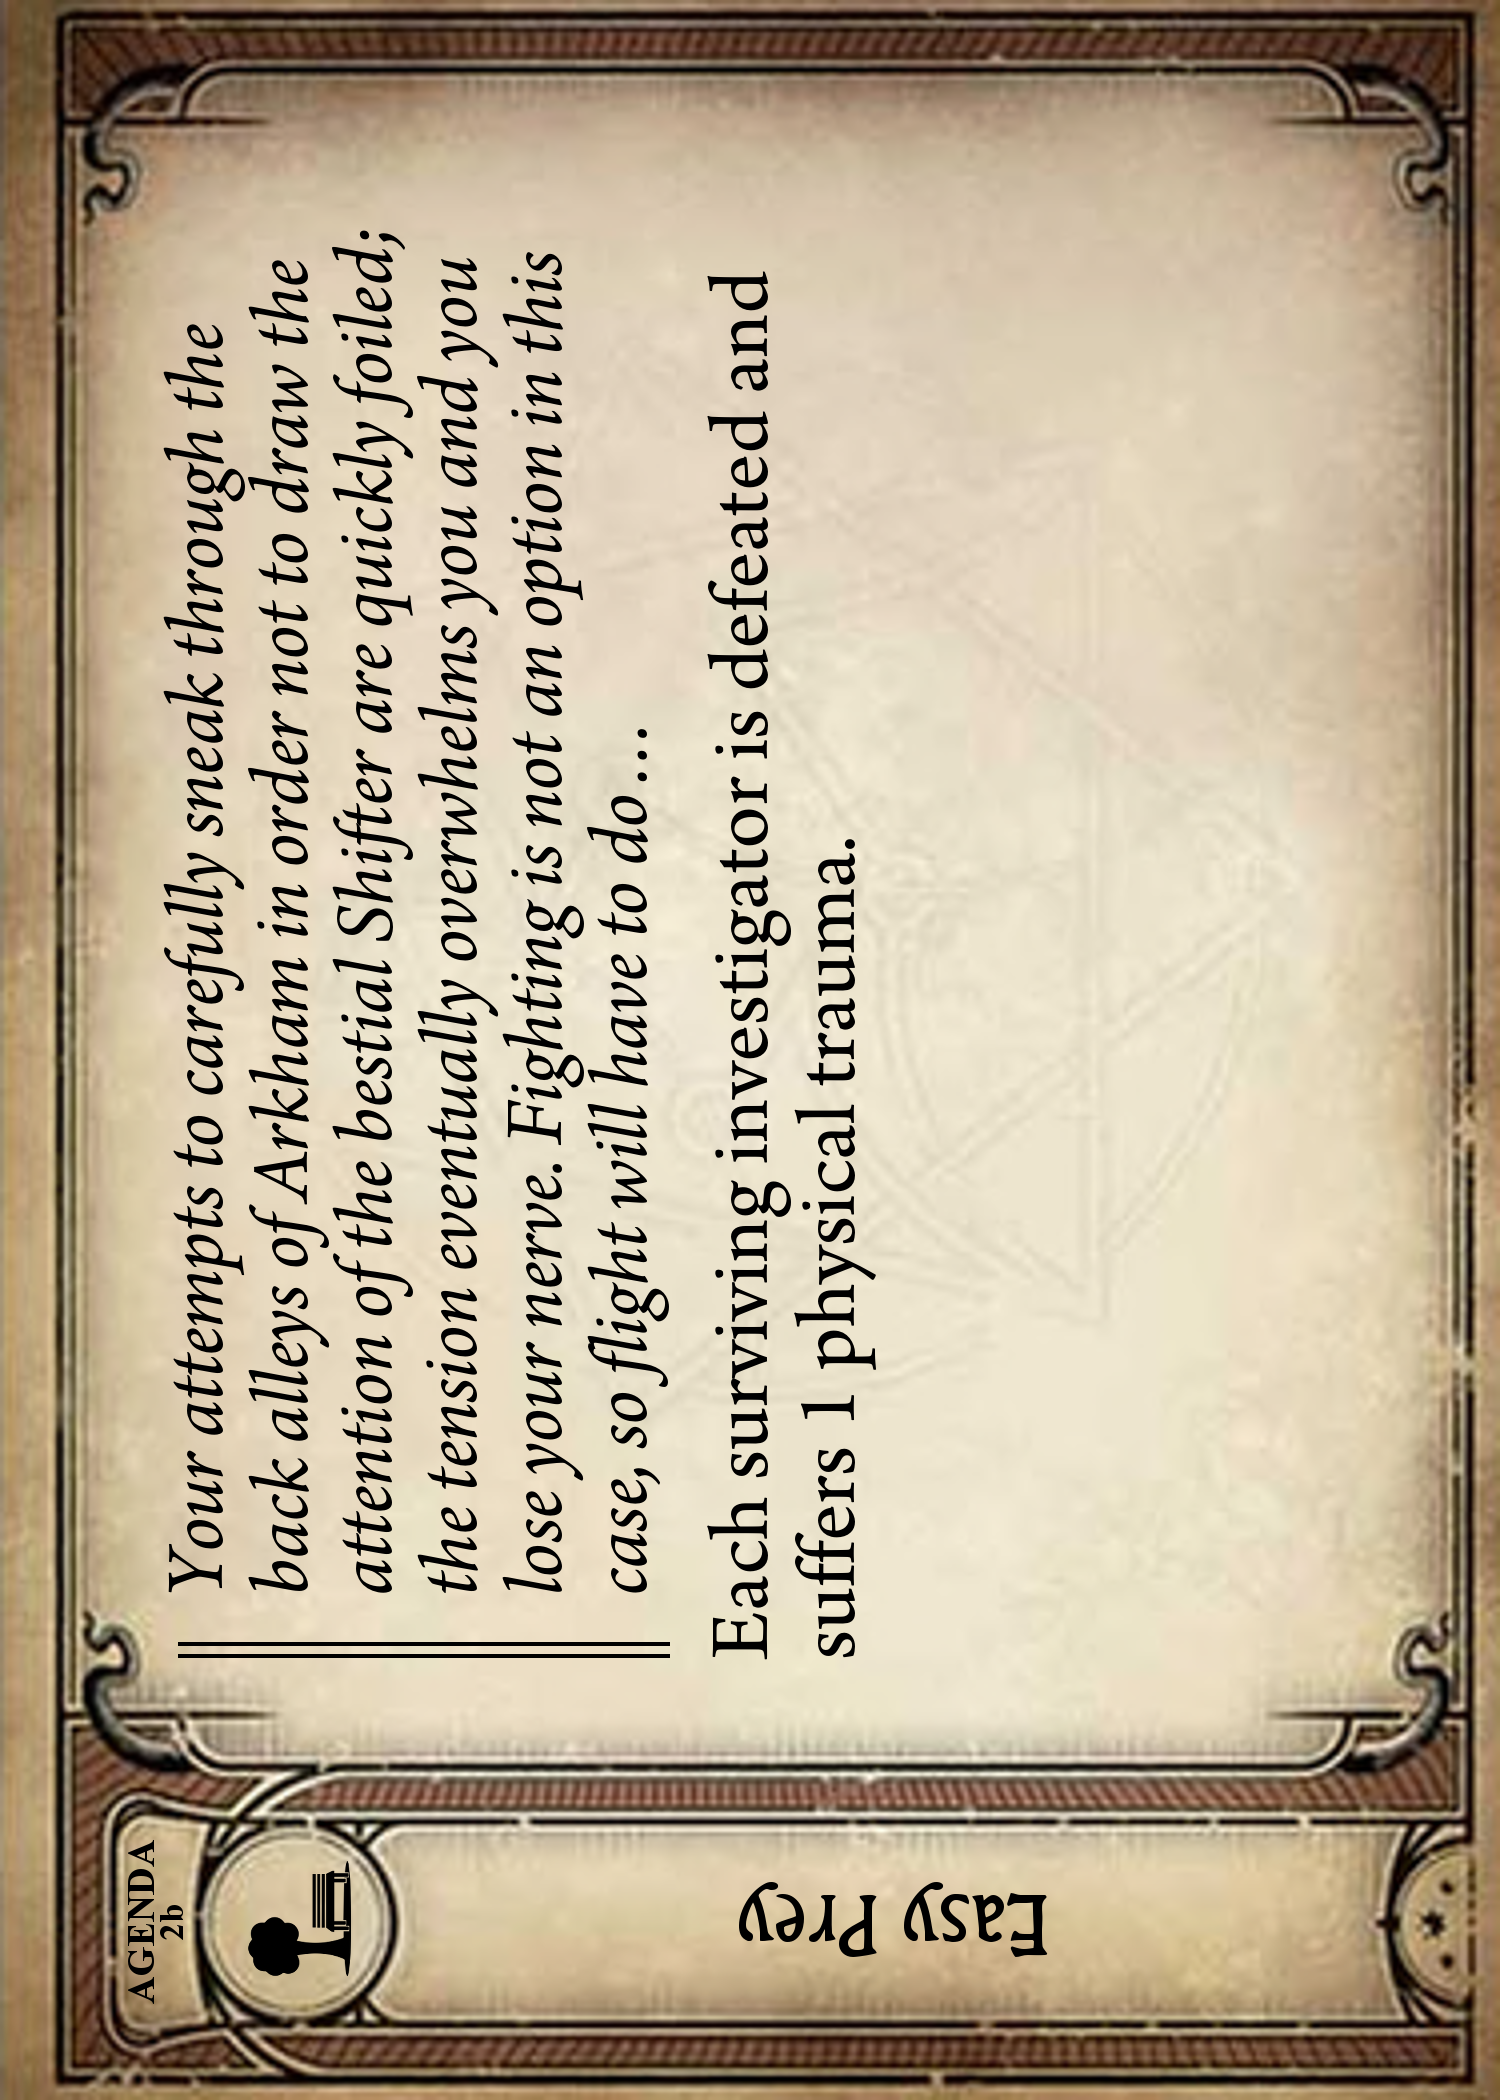 AGENDA
2b
Easy Prey
Your attempts to carefully sneak through the
back alleys of Arkham in order not to draw the
attention of the bestial Shifter are quickly foiled;
the tension eventually overwhelms you and you
lose your nerve. Fighting is not an option in this
case, so flight will have to do…
Each surviving investigator is defeated and
suffers 1 physical trauma.